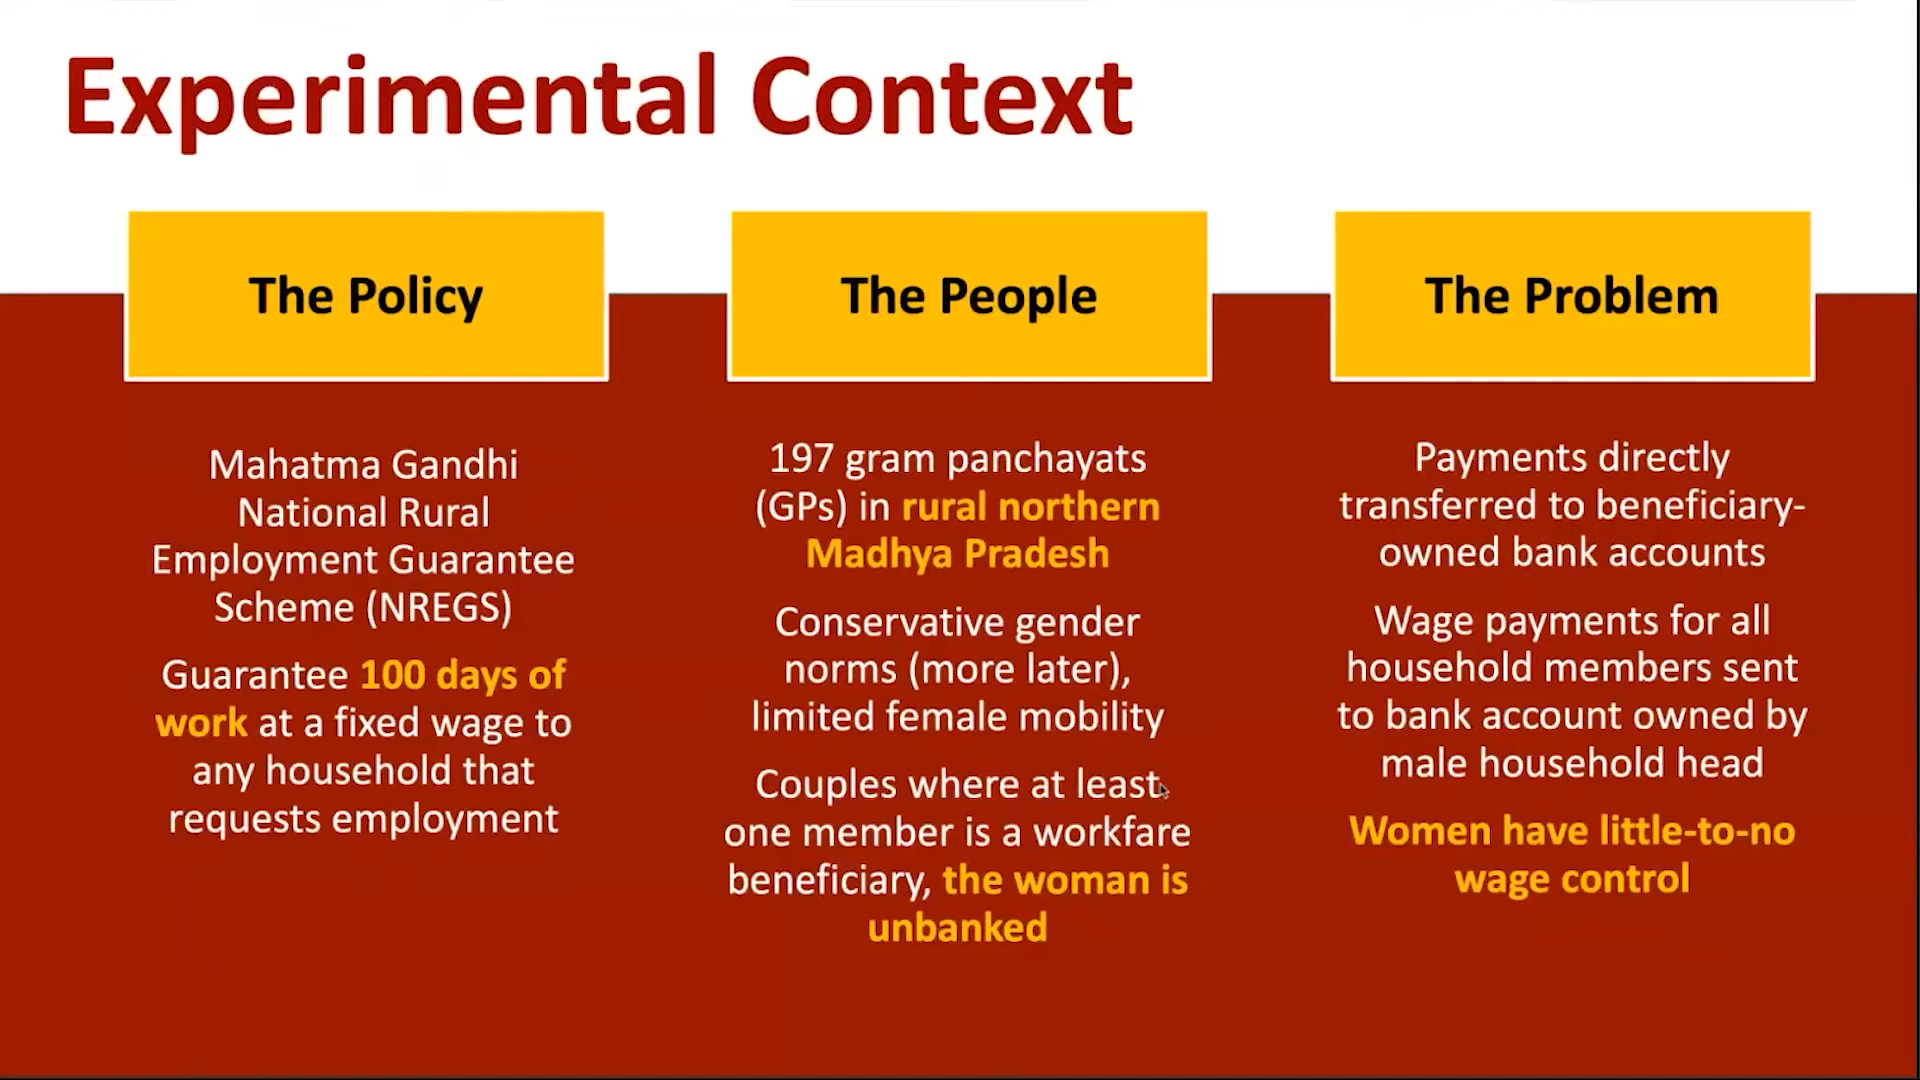 Experimental Context
The Policy
Mahatma Gandhi
National Rural
Employment Guarantee
Scheme (NREGS)
Guarantee 100 days of
work at a fixed wage to
any household that
requests employment
The People
197 gram panchayats
(GPs) in rural northern
Madhya Pradesh
Conservative gender
norms (more later),
limited female mobility
Couples where at least
one member is a workfare
beneficiary, the woman is
unbanked
The Problem
Payments directly
transferred to beneficiary-
owned bank accounts
Wage payments for all
household members sent
to bank account owned by
male household head
Women have little-to-no
wage control